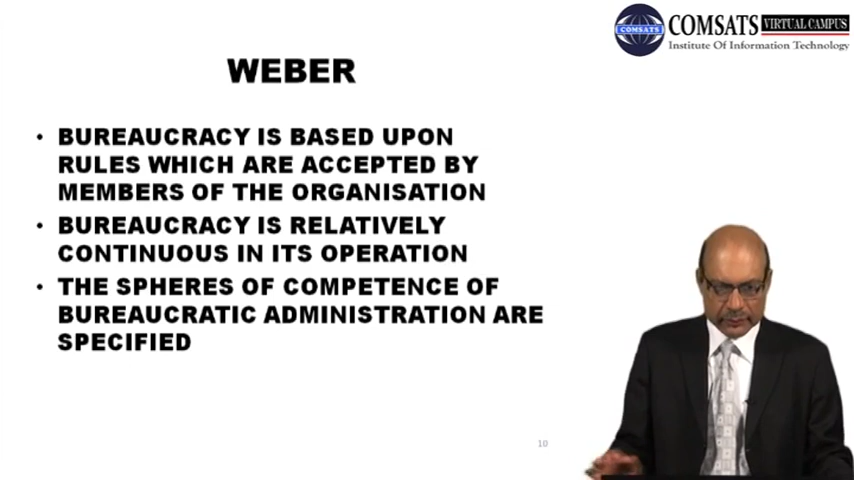 COMSATS
COMSATS VIRTUAL CAMPUS
Institute Of Information Technology
WEBER
• BUREAUCRACY IS BASED UPON
RULES WHICH ARE ACCEPTED BY
MEMBERS OF THE ORGANISATION
• BUREAUCRACY IS RELATIVELY
CONTINUOUS IN ITS OPERATION
• THE SPHERES OF COMPETENCE OF
BUREAUCRATIC ADMINISTRATION ARE
SPECIFIED
10